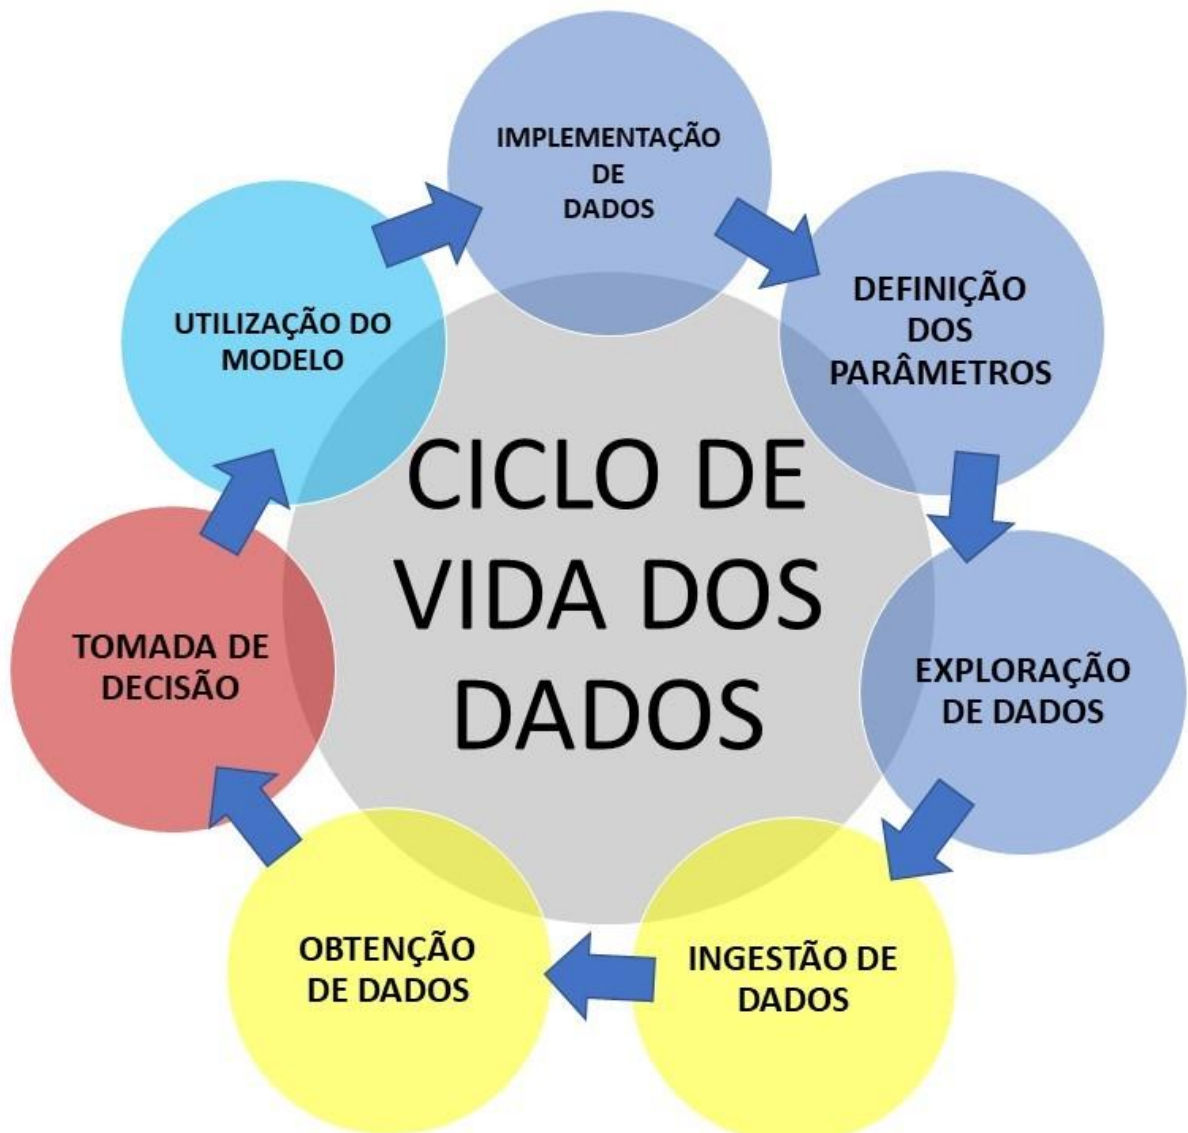 IMPLEMENTAÇÃO
DE
DADOS
DEFINIÇÃO
DOS
PARÂMETROS
UTILIZAÇÃO DO
MODELO
CICLO DE
VIDA DOS
DADOS
EXPLORAÇÃO
DE DADOS
TOMADA DE
DECISÃO
INGESTÃO DE
DADOS
OBTENÇÃO
DE DADOS